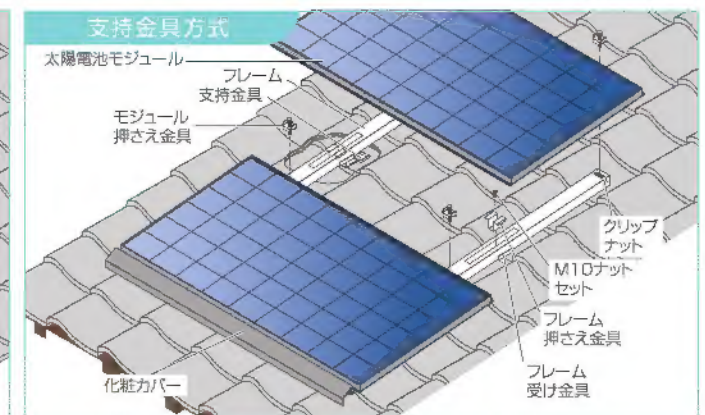 支持金具方式
太陽電池モジュール
フレーム
支持金具
モジュール
押さえ金具
クリップ
ナット
M10ナット
セット
フレーム
押さえ金具
フレーム
受け金具
化粧カバー